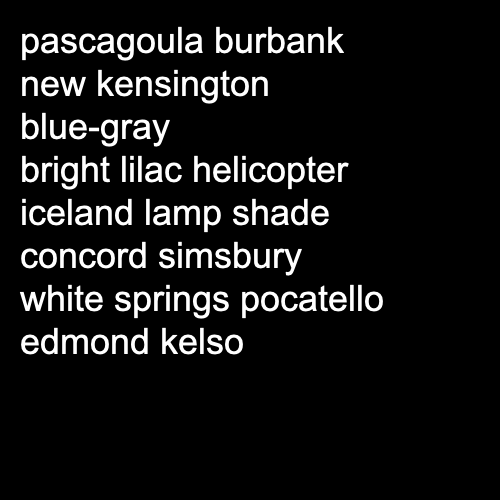 pascagoula burbank
new kensington
blue-gray
bright lilac helicopter
iceland lamp shade
concord simsbury
white springs pocatello
edmond kelso